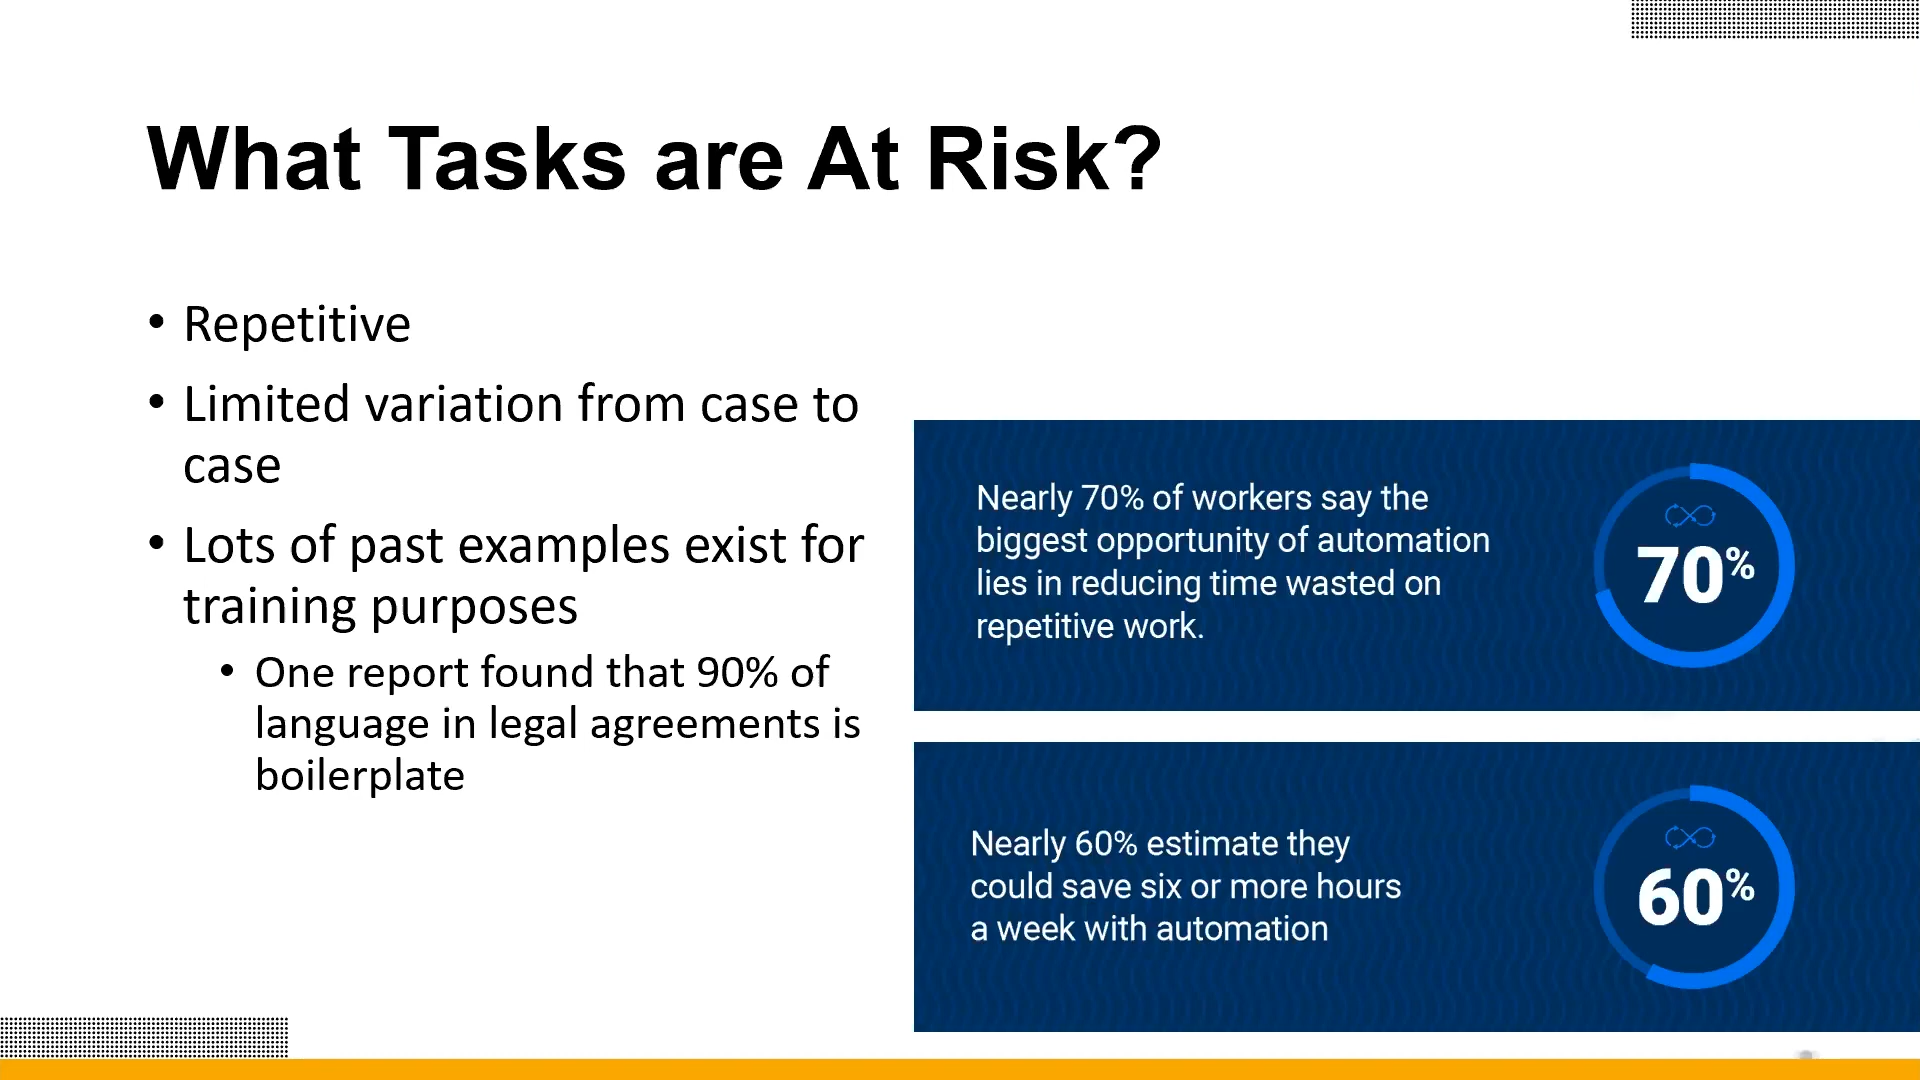 What Tasks are At Risk?
• Repetitive
• Limited variation from case to
case
• Lots of past examples exist for
training purposes
• One report found that 90% of
language in legal agreements is
boilerplate
Nearly 70% of workers say the
biggest opportunity of automation
lies in reducing time wasted on
repetitive work.
70%
Nearly 60% estimate they
could save six or more hours
a week with automation
60%